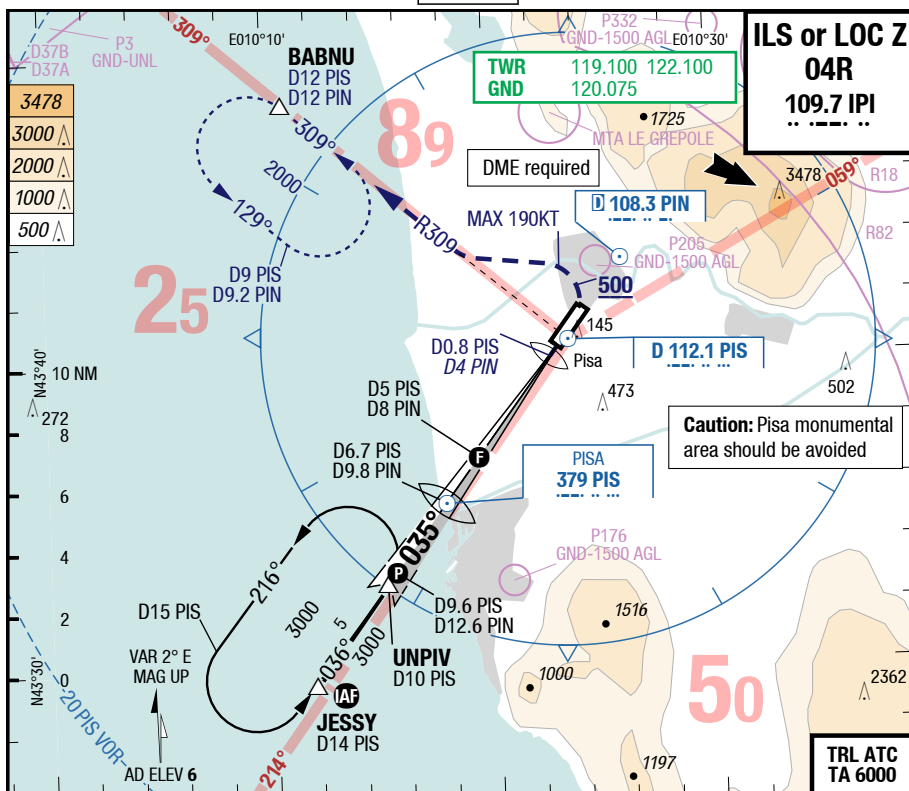 ILS or LOC Z
04R
109.7 IPI
TWR 119.100 122.100
GND 120.075
E010°10'
E010°30'
309°
D37B
D37A
P3
GND-UNL
P332
GND-1500 AGL
BABNU
D12 PIS
D12 PIN
3478
3000
2000
1000
500
89
1725
MTA LE GREPOLE
DME required
3478
059°
R18
R82
309°
2000
129°
D9 PIS
D9.2 PIN
R309
MAX 190KT
D 108.3 PIN
P205
GND-1500 AGL
500
25
145
Pisa
D 112.1 PIS
D0.8 PIS
D4 PIN
N43°40'
10 NM
8
6
4
2
0
272
473
502
D5 PIS
D8 PIN
F
Caution: Pisa monumental
area should be avoided
D6.7 PIS
D9.8 PIN
PISA
379 PIS
035°
P
P176
GND-1500 AGL
216°
3000
D15 PIS
5
036°
3000
D9.6 PIS
D12.6 PIN
UNPIV
D10 PIS
1516
1000
50
2362
N43°30'
VAR 2° E
MAG UP
IAF
JESSY
D14 PIS
20 PIS VOR
214°
AD ELEV 6
1197
TRL ATC
TA 6000